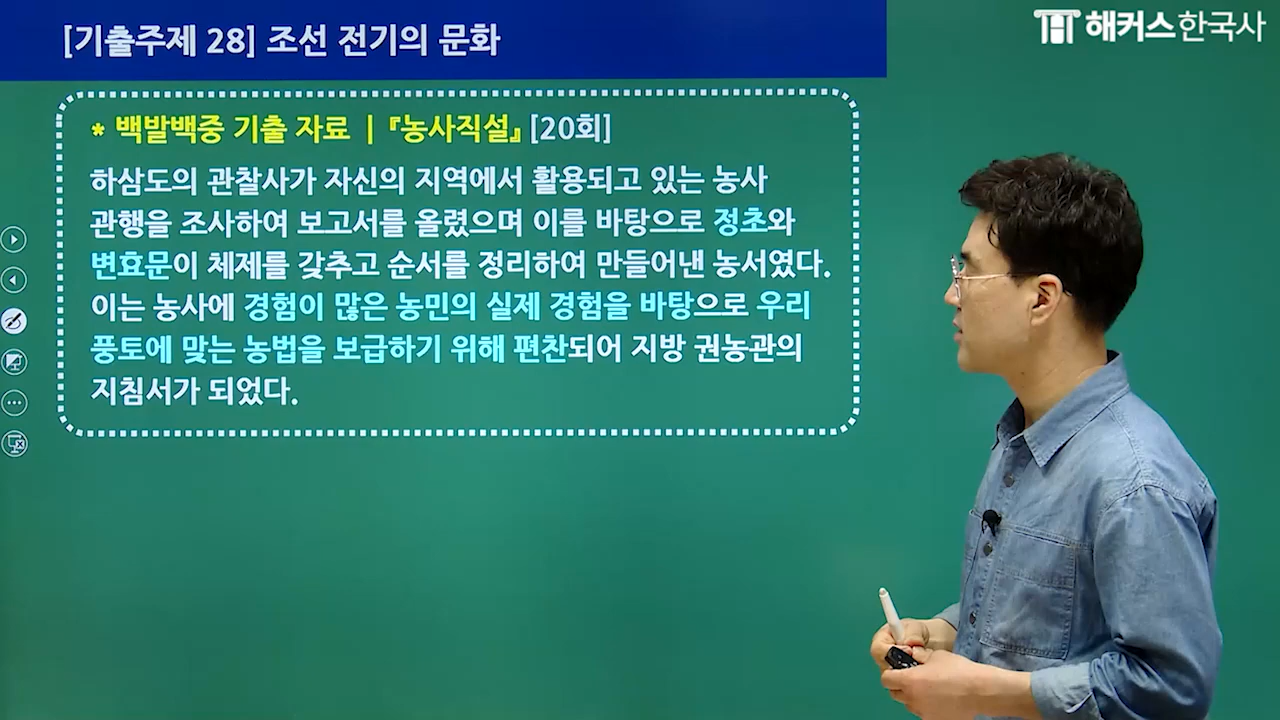 [기출주제 28] 조선 전기의 문화
해커스한국사
* 백발백중 기출 자료 | 『농사직설』 [20회]
하삼도의 관찰사가 자신의 지역에서 활용되고 있는 농사
관행을 조사하여 보고서를 올렸으며 이를 바탕으로 정초와
변효문이 체제를 갖추고 순서를 정리하여 만들어낸 농서였다.
이는 농사에 경험이 많은 농민의 실제 경험을 바탕으로 우리
풍토에 맞는 농법을 보급하기 위해 편찬되어 지방 권농관의
지침서가 되었다.